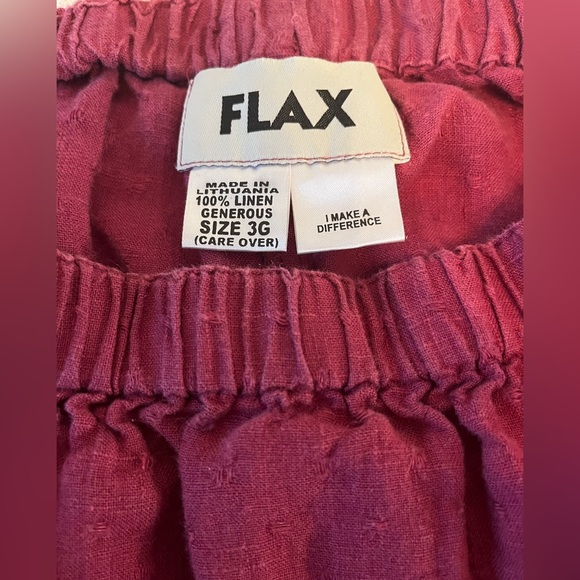 FLAX
MADE IN
LITHUANIA
100% LINEN
GENEROUS
SIZE 3G
(CARE OVER)
I MAKE A
DIFFERENCE